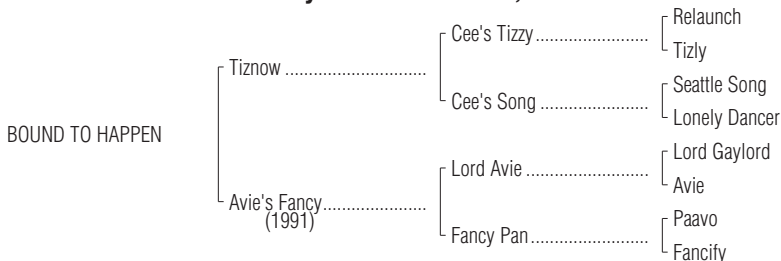 Relaunch
Cee's Tizzy
Tizly
Tiznow
Seattle Song
Cee's Song
Lonely Dancer
BOUND TO HAPPEN
Lord Gaylord
Lord Avie
Avie
Avie's Fancy
(1991)
Paavo
Fancy Pan
Fancify